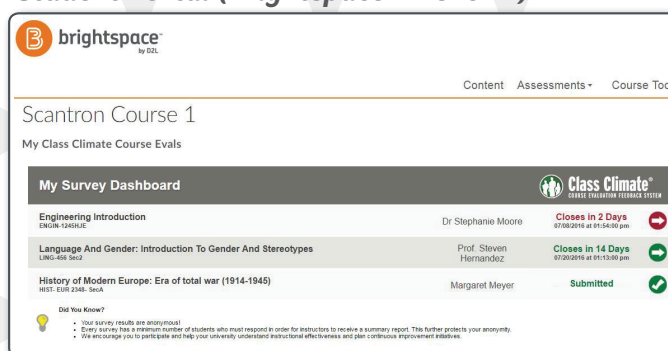 brightspace
by D2L
Content Assessments Course
Scantron Course 1
My Class Climate Course Evals
My Survey Dashboard
Class Climate®
COURSE EVALUATION FEEDBACK SYSTEM
Engineering Introduction
ENGIN-1245HJE
Dr Stephanie Moore
Closes in 2 Days
07/08/2016 at 01:54:00 pm
Language And Gender: Introduction To Gender And Stereotypes
LING-456 Sec2
Prof. Steven
Hernandez
Closes in 14 Days
07/20/2016 at 01:13:00 pm
History of Modern Europe: Era of total war (1914-1945)
HIST- EUR 2348- SecA
Margaret Meyer
Submitted
Did You Know?
• Your survey results are anonymous!
• Every survey has a minimum number of students who must respond in order for instructors to receive a summary report. This further protects your anonymity.
• We encourage you to participate and help your university understand instructional effectiveness and plan continuous improvement initiatives.